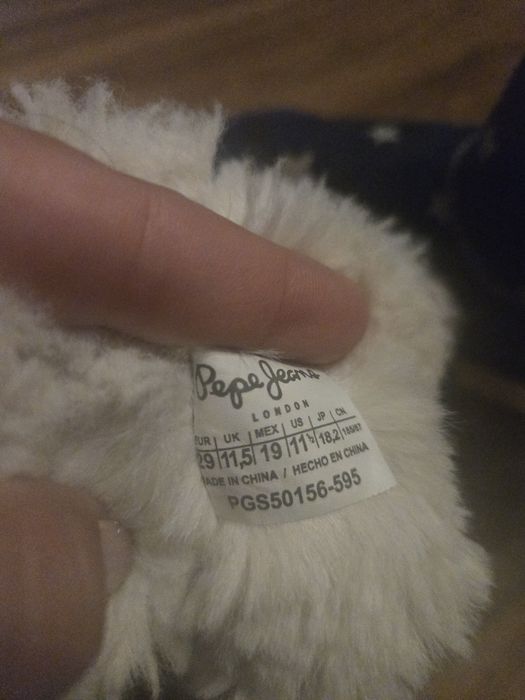 Pepe Jeans
LONDON
EUR | UK | MEX | US | JP | CN
29 | 11,5 | 19 | 11½ | 18,2 | 185/67
MADE IN CHINA / HECHO EN CHINA
PGS50156-595